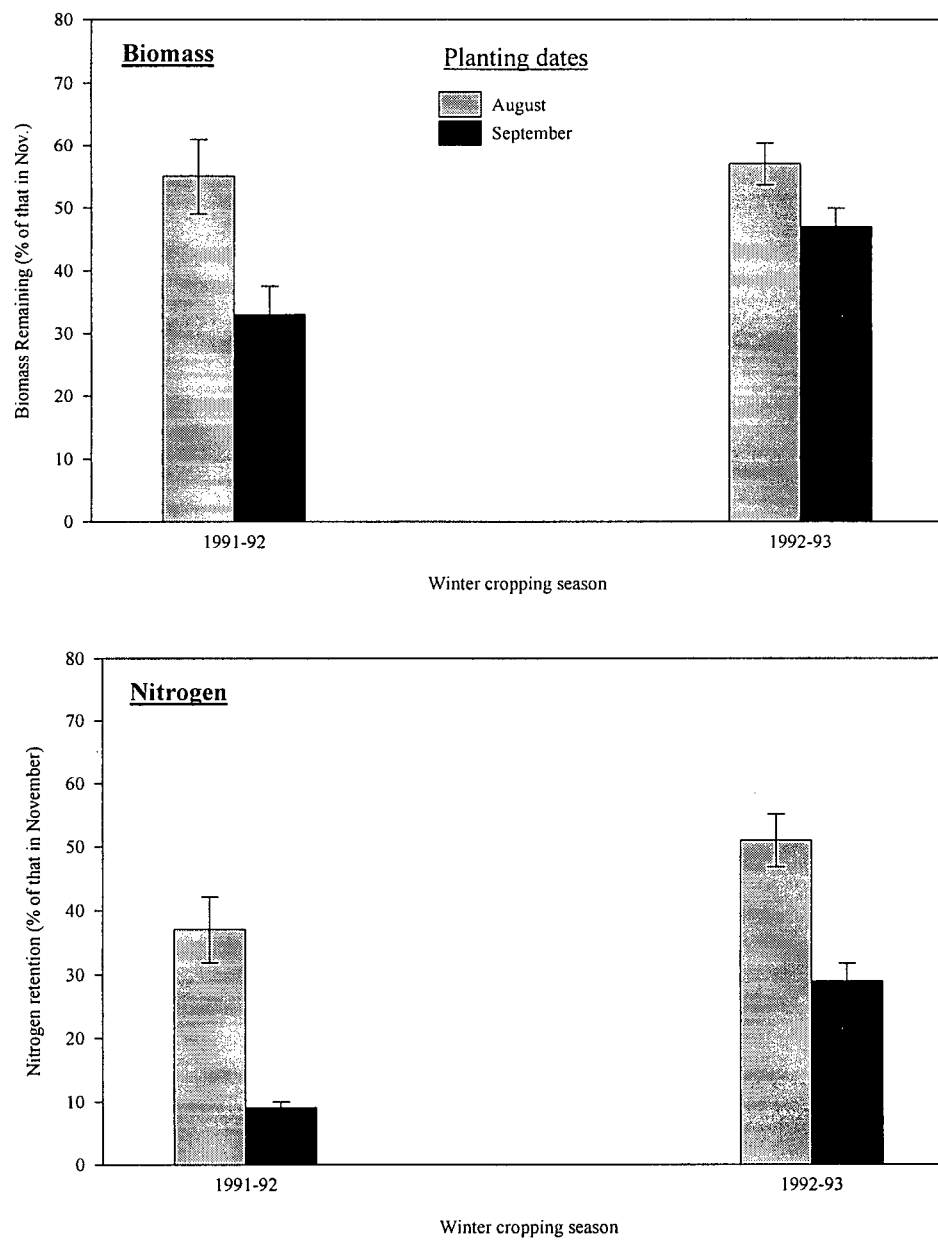 Biomass
Planting dates
August
September
80
70
60
50
40
30
20
10
0
Biomass Remaining (% of that in Nov.)
1991-92
1992-93
Winter cropping season
Nitrogen
80
70
60
50
40
30
20
10
0
Nitrogen retention (% of that in November)
1991-92
1992-93
Winter cropping season